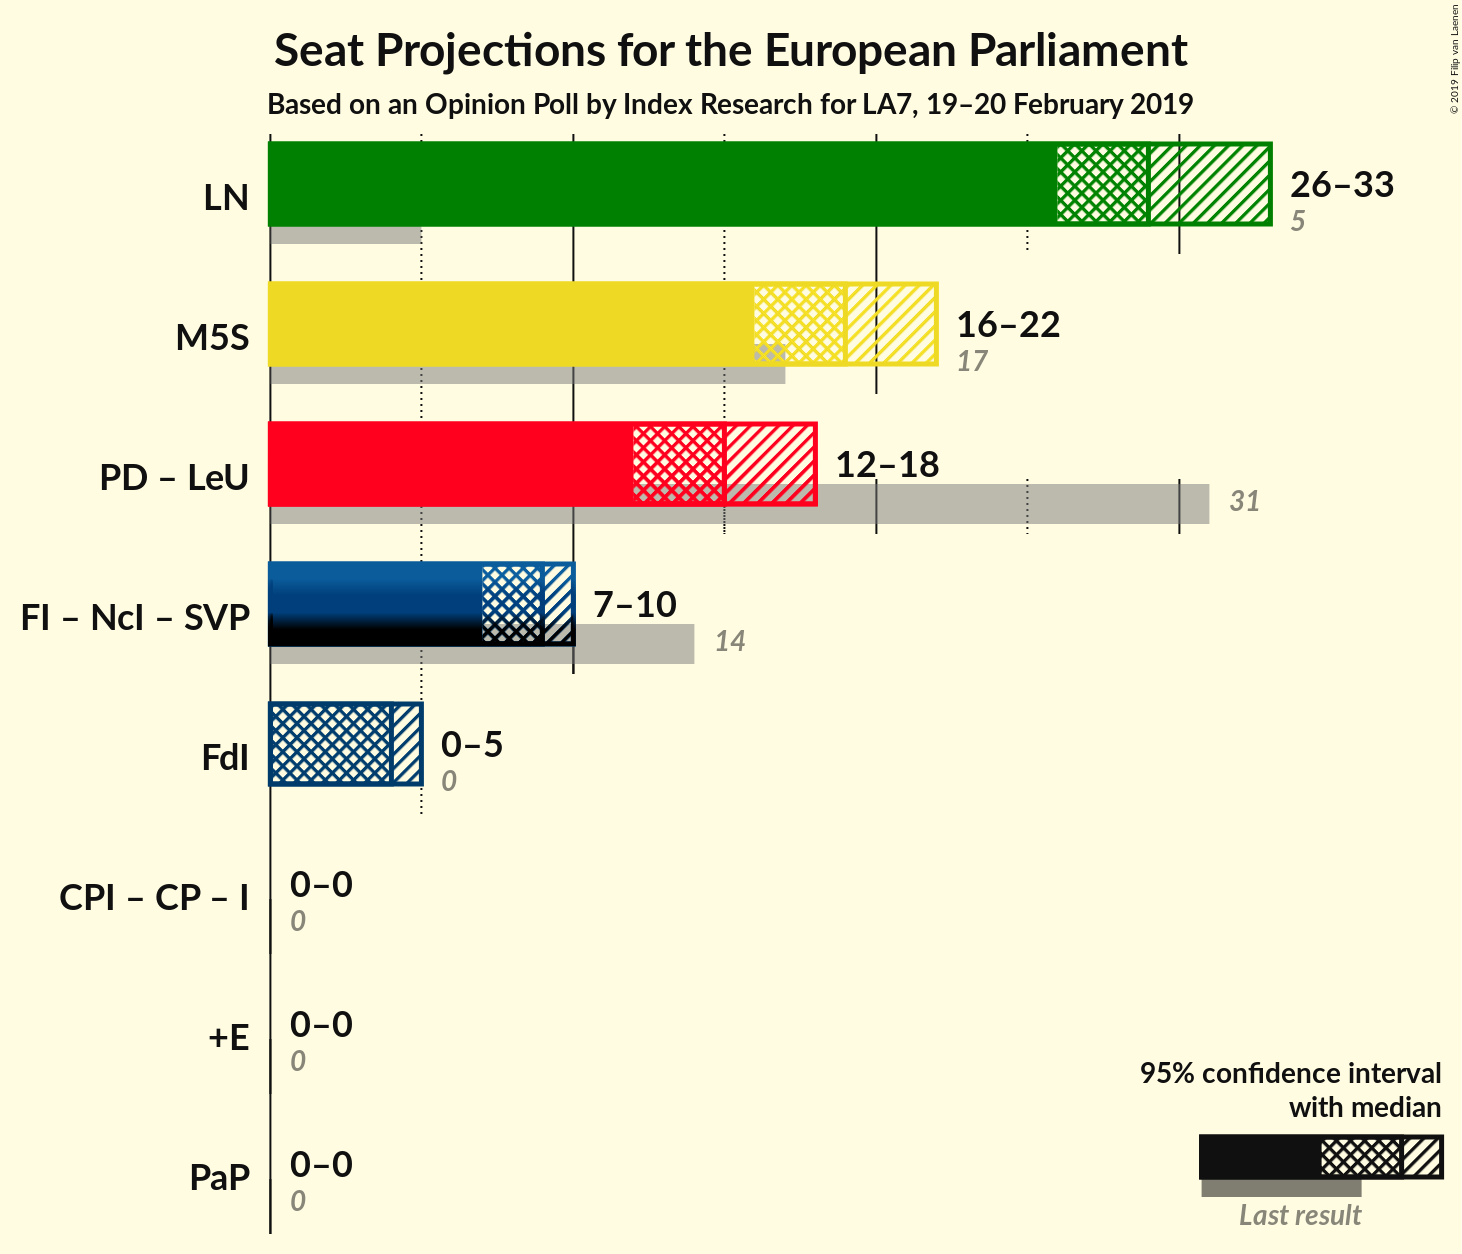 Seat Projections for the European Parliament
Based on an Opinion Poll by Index Research for LA7, 19–20 February 2019
© 2019 Filip van Laenen
LN
26–33
5
M5S
16–22
17
PD – LeU
12–18
31
FI – NcI – SVP
7–10
14
FdI
0–5
0
CPI – CP – I
0–0
0
+E
0–0
0
PaP
0–0
0
95% confidence interval
with median
Last result